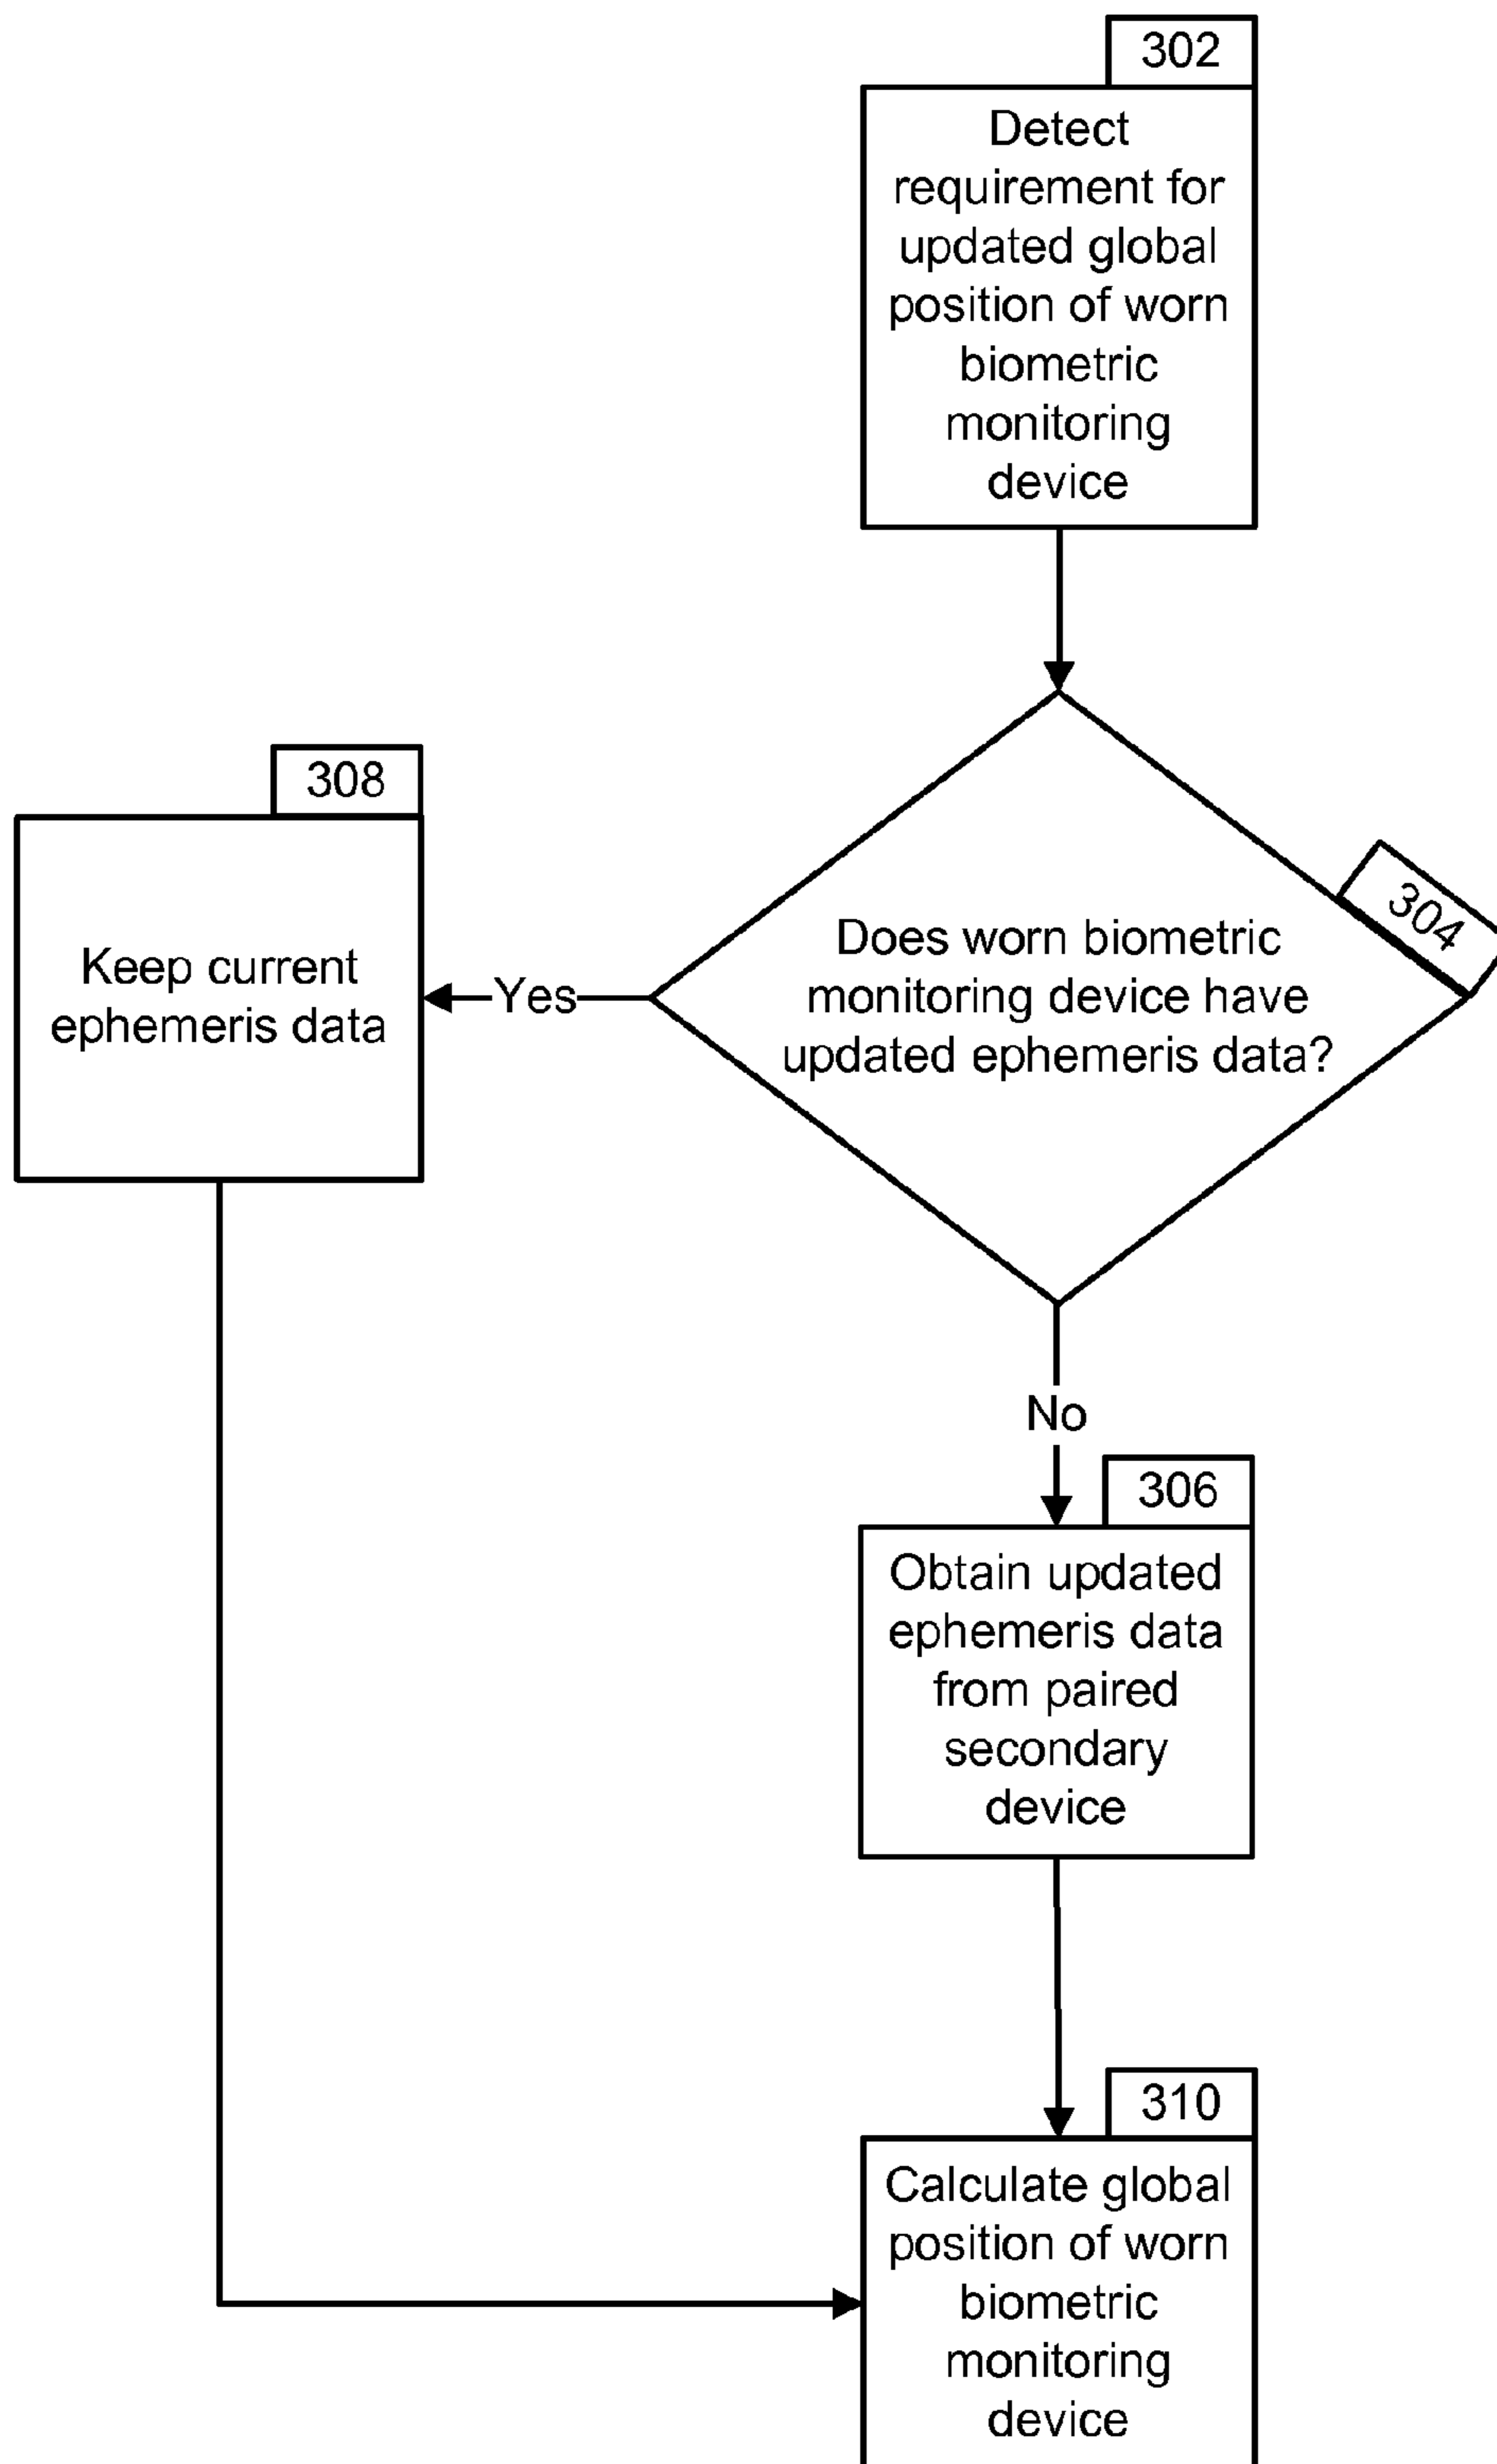 302
Detect
requirement for
updated global
position of worn
biometric
monitoring
device
308
Keep current
ephemeris data
Yes
304
Does worn biometric
monitoring device have
updated ephemeris data?
No
306
Obtain updated
ephemeris data
from paired
secondary
device
310
Calculate global
position of worn
biometric
monitoring
device